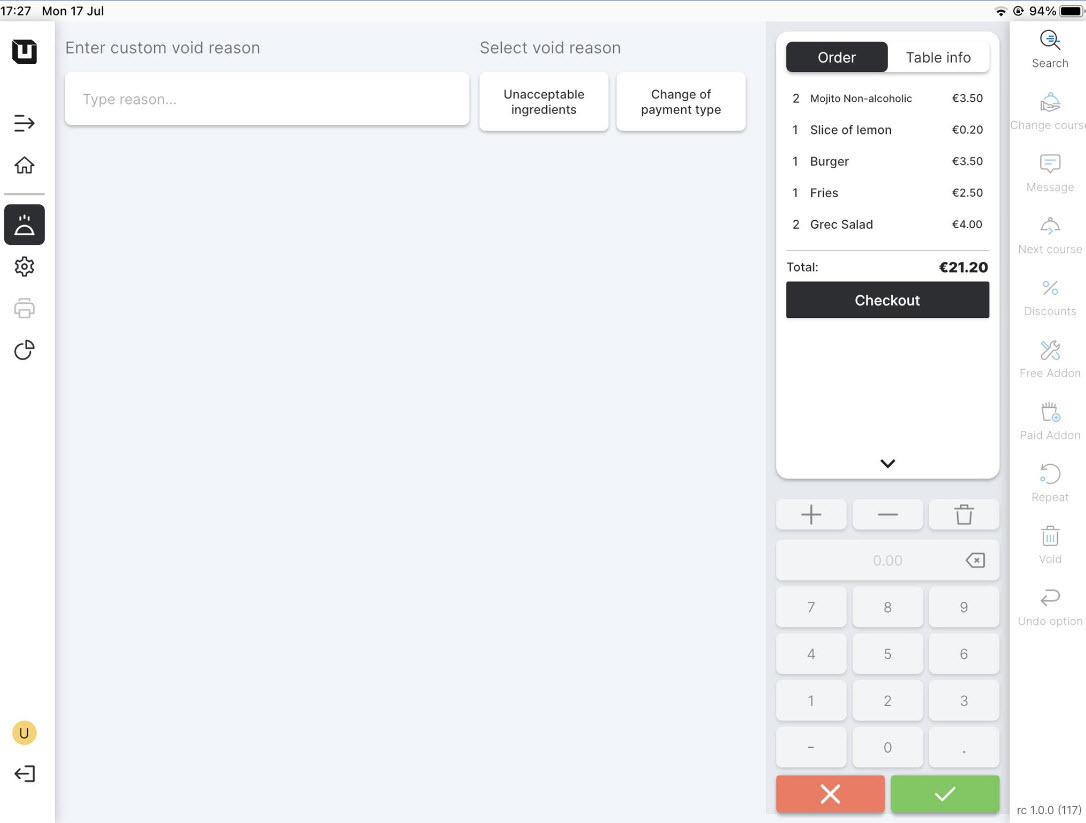 17:27 Mon 17 Jul 94%
Enter custom void reason
Type reason...
Select void reason
Unacceptable
ingredients
Change of
payment type
Order Table info
2 Mojito Non-alcoholic €3.50
1 Slice of lemon €0.20
1 Burger €3.50
1 Fries €2.50
2 Grec Salad €4.00
Total: €21.20
Checkout
0.00
7 8 9
4 5 6
1 2 3
- 0 .
Search
Change course
Message
Next course
Discounts
Free Addon
Paid Addon
Repeat
Void
Undo option
rc 1.0.0 (117)
U